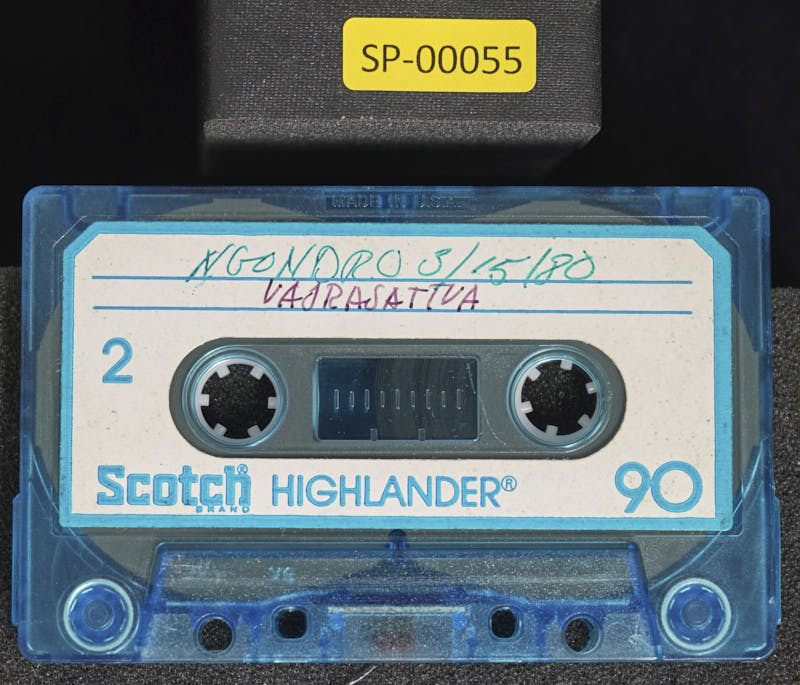 SP-00055
MADE IN U.S.A.
NGONDRO 3/15/80
VAJRASATTVA
2
Scotch® HIGHLANDER® 90
BRAND